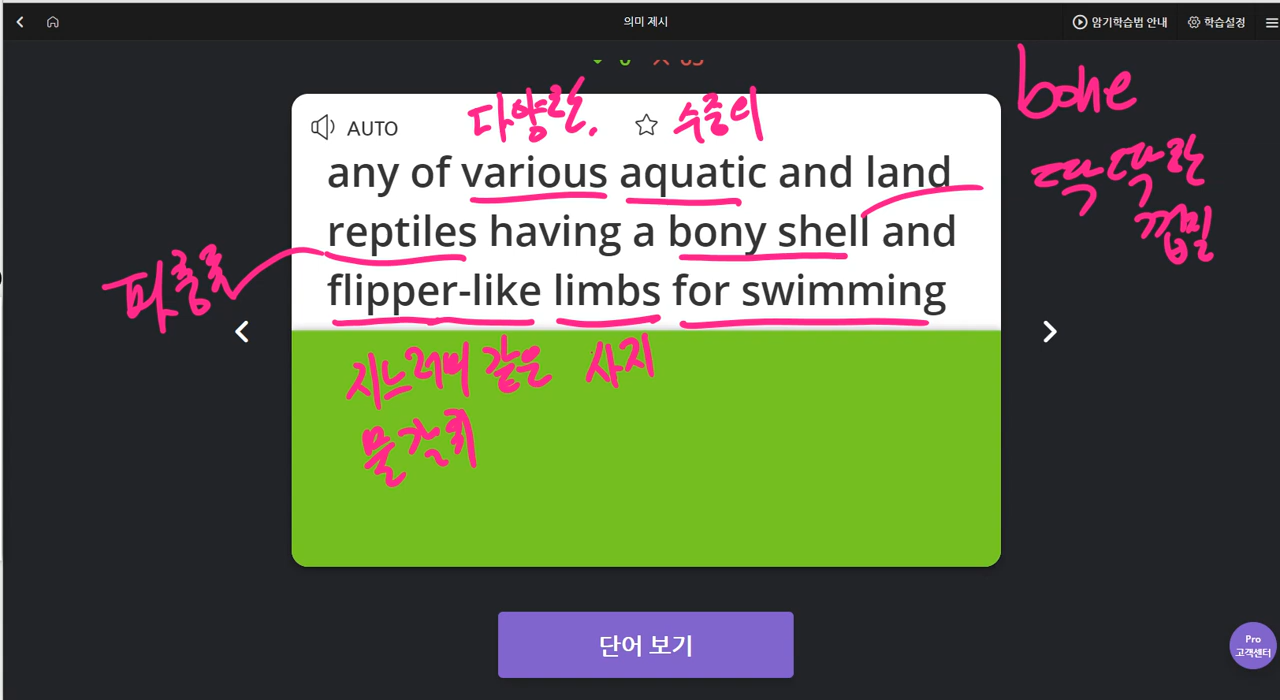 의미 제시
암기학습법 안내
학습설정
bone
다양한.
수중의
AUTO
딱딱한
껍질
any of various aquatic and land
reptiles having a bony shell and
flipper-like limbs for swimming
파충류
지느러미 같은 사지
물갈퀴
단어 보기
Pro
고객센터